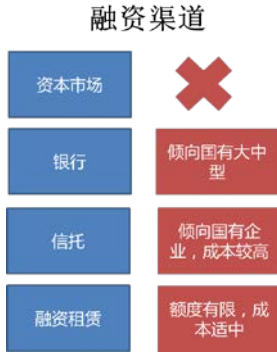 融资渠道
资本市场
银行
倾向国有大中
型
信托
倾向国有企
业，成本较高
融资租赁
额度有限，成
本适中